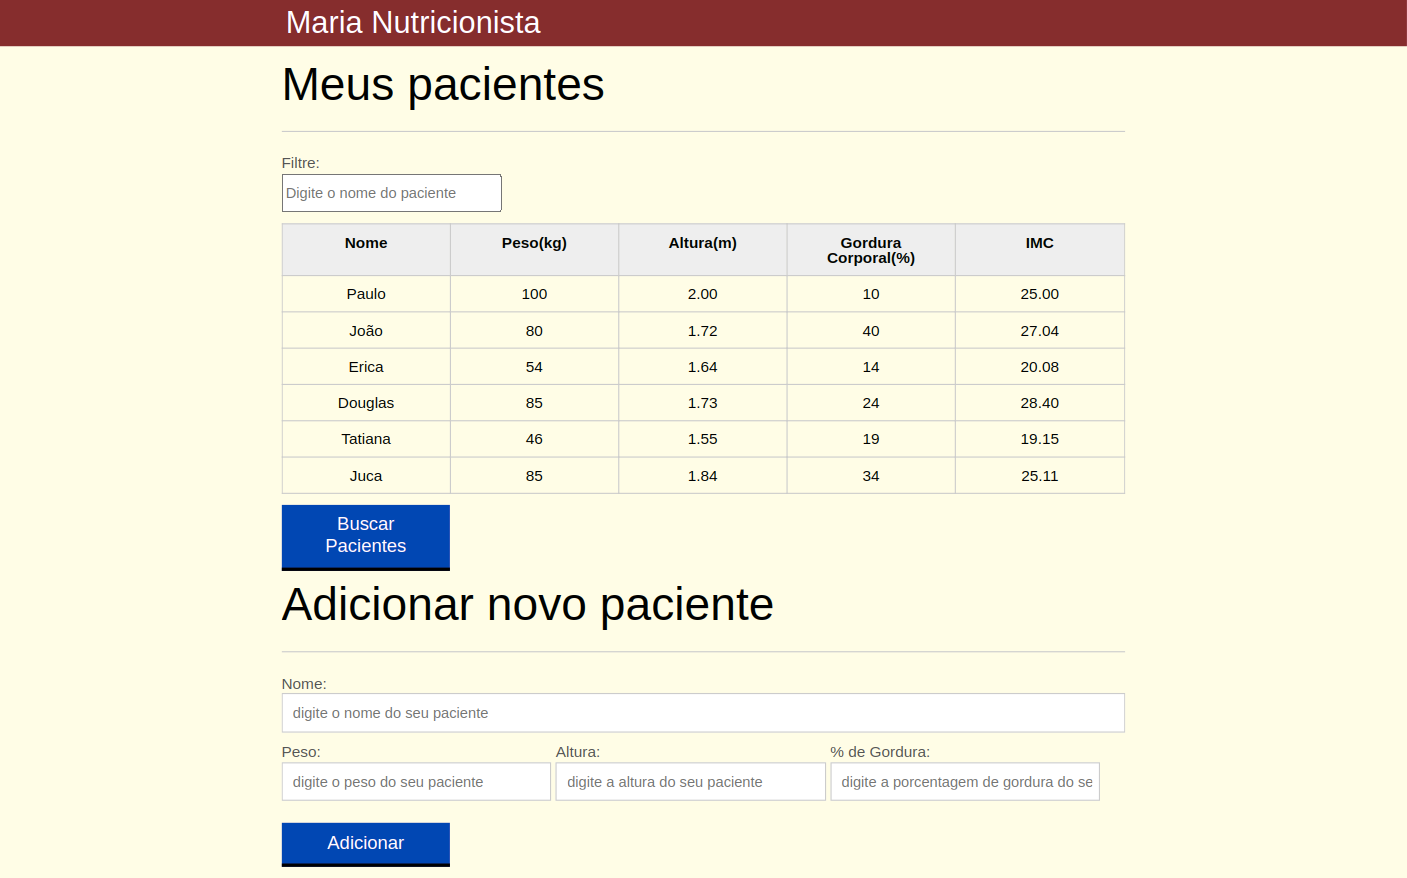 Maria Nutricionista
Meus pacientes
Filtre:
Digite o nome do paciente
Nome Peso(kg) Altura(m) Gordura Corporal(%) IMC
Paulo 100 2.00 10 25.00
João 80 1.72 40 27.04
Erica 54 1.64 14 20.08
Douglas 85 1.73 24 28.40
Tatiana 46 1.55 19 19.15
Juca 85 1.84 34 25.11
Buscar
Pacientes
Adicionar novo paciente
Nome:
digite o nome do seu paciente
Peso: Altura: % de Gordura:
digite o peso do seu paciente digite a altura do seu paciente digite a porcentagem de gordura do se
Adicionar